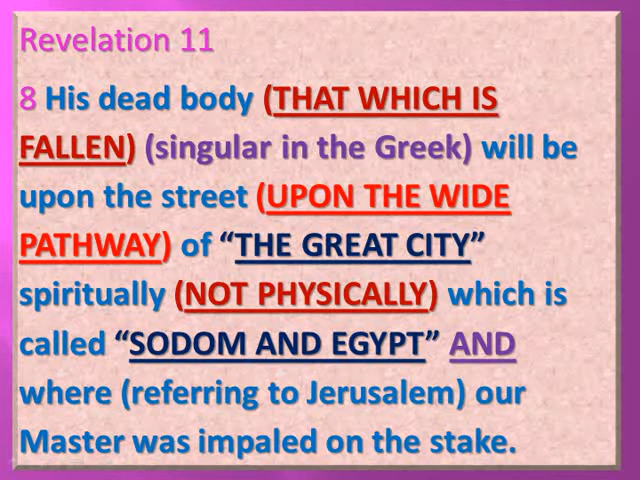 Revelation 11
8 His dead body (THAT WHICH IS
FALLEN) (singular in the Greek) will be
upon the street (UPON THE WIDE
PATHWAY) of “THE GREAT CITY”
spiritually (NOT PHYSICALLY) which is
called “SODOM AND EGYPT” AND
where (referring to Jerusalem) our
Master was impaled on the stake.